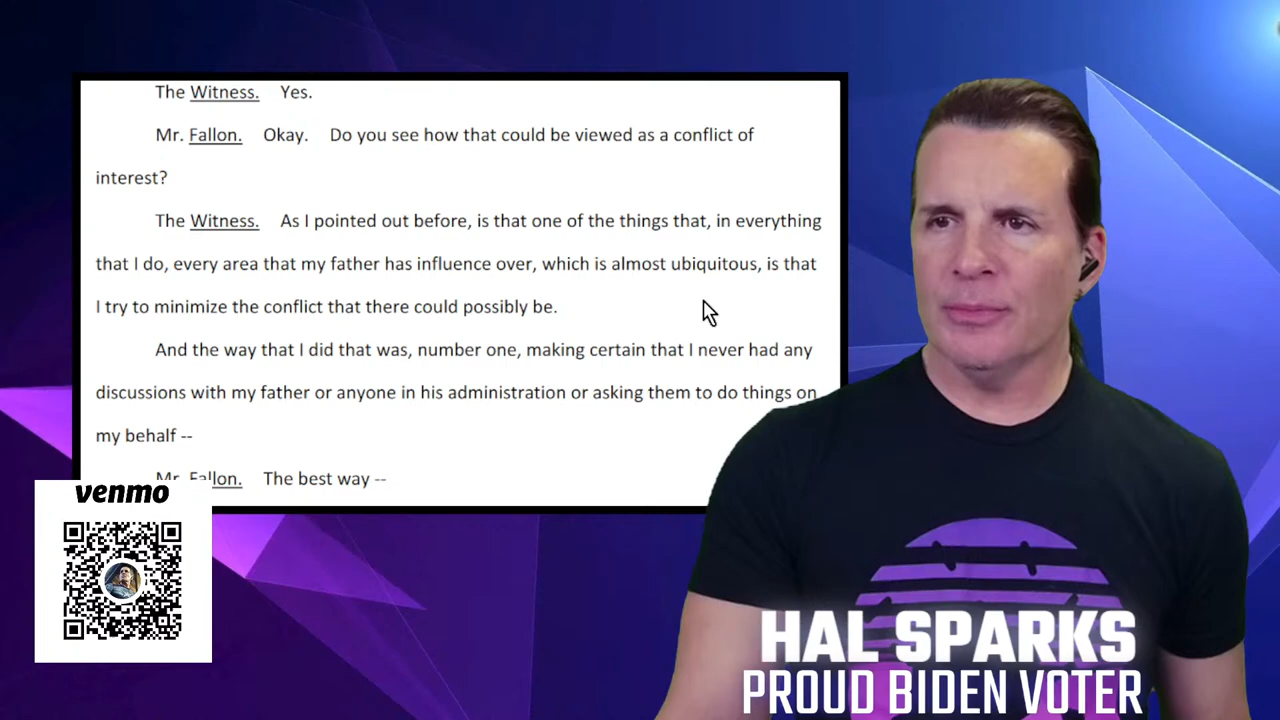 The Witness. Yes.
Mr. Fallon. Okay. Do you see how that could be viewed as a conflict of
interest?
The Witness. As I pointed out before, is that one of the things that, in everything
that I do, every area that my father has influence over, which is almost ubiquitous, is that
I try to minimize the conflict that there could possibly be.
And the way that I did that was, number one, making certain that I never had any
discussions with my father or anyone in his administration or asking them to do things on
my behalf --
Mr. Fallon. The best way --
venmo
HAL SPARKS
PROUD BIDEN VOTER